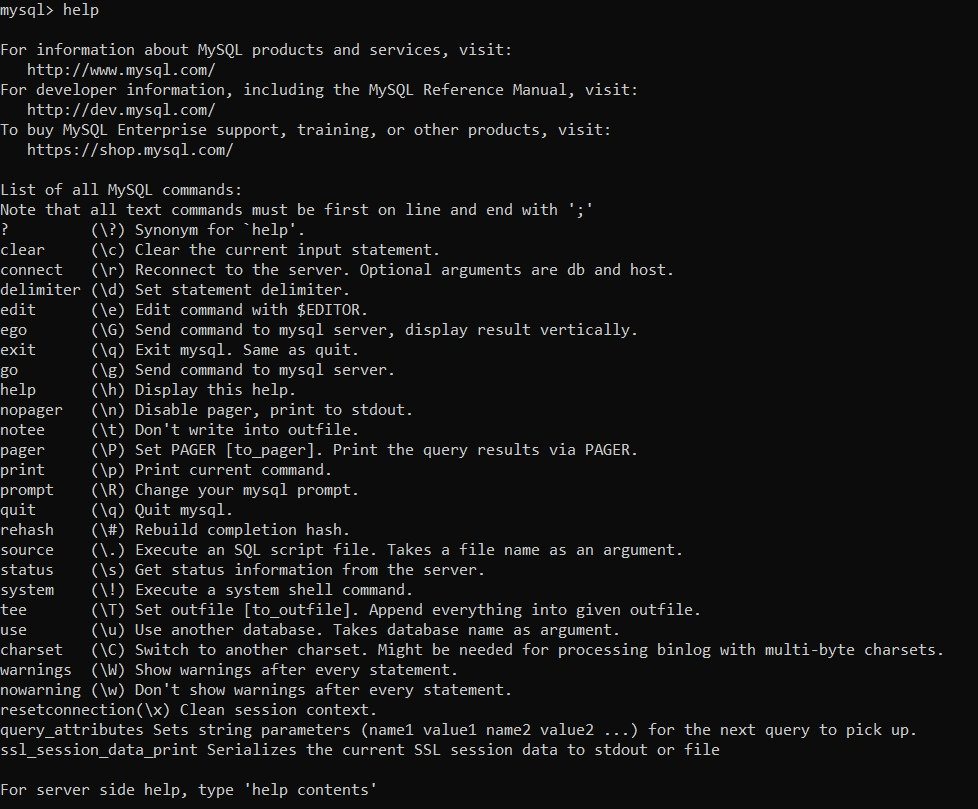 mysql> help
For information about MySQL products and services, visit:
http://www.mysql.com/
For developer information, including the MySQL Reference Manual, visit:
http://dev.mysql.com/
To buy MySQL Enterprise support, training, or other products, visit:
https://shop.mysql.com/
List of all MySQL commands:
Note that all text commands must be first on line and end with ';'
? (\?) Synonym for `help'.
clear (\c) Clear the current input statement.
connect (\r) Reconnect to the server. Optional arguments are db and host.
delimiter (\d) Set statement delimiter.
edit (\e) Edit command with $EDITOR.
ego (\G) Send command to mysql server, display result vertically.
exit (\q) Exit mysql. Same as quit.
go (\g) Send command to mysql server.
help (\h) Display this help.
nopager (\n) Disable pager, print to stdout.
notee (\t) Don't write into outfile.
pager (\P) Set PAGER [to_pager]. Print the query results via PAGER.
print (\p) Print current command.
prompt (\R) Change your mysql prompt.
quit (\q) Quit mysql.
rehash (\#) Rebuild completion hash.
source (\.) Execute an SQL script file. Takes a file name as an argument.
status (\s) Get status information from the server.
system (\!) Execute a system shell command.
tee (\T) Set outfile [to_outfile]. Append everything into given outfile.
use (\u) Use another database. Takes database name as argument.
charset (\C) Switch to another charset. Might be needed for processing binlog with multi-byte charsets.
warnings (\W) Show warnings after every statement.
nowarning (\w) Don't show warnings after every statement.
resetconnection(\x) Clean session context.
query_attributes Sets string parameters (name1 value1 name2 value2 ...) for the next query to pick up.
ssl_session_data_print Serializes the current SSL session data to stdout or file
For server side help, type 'help contents'